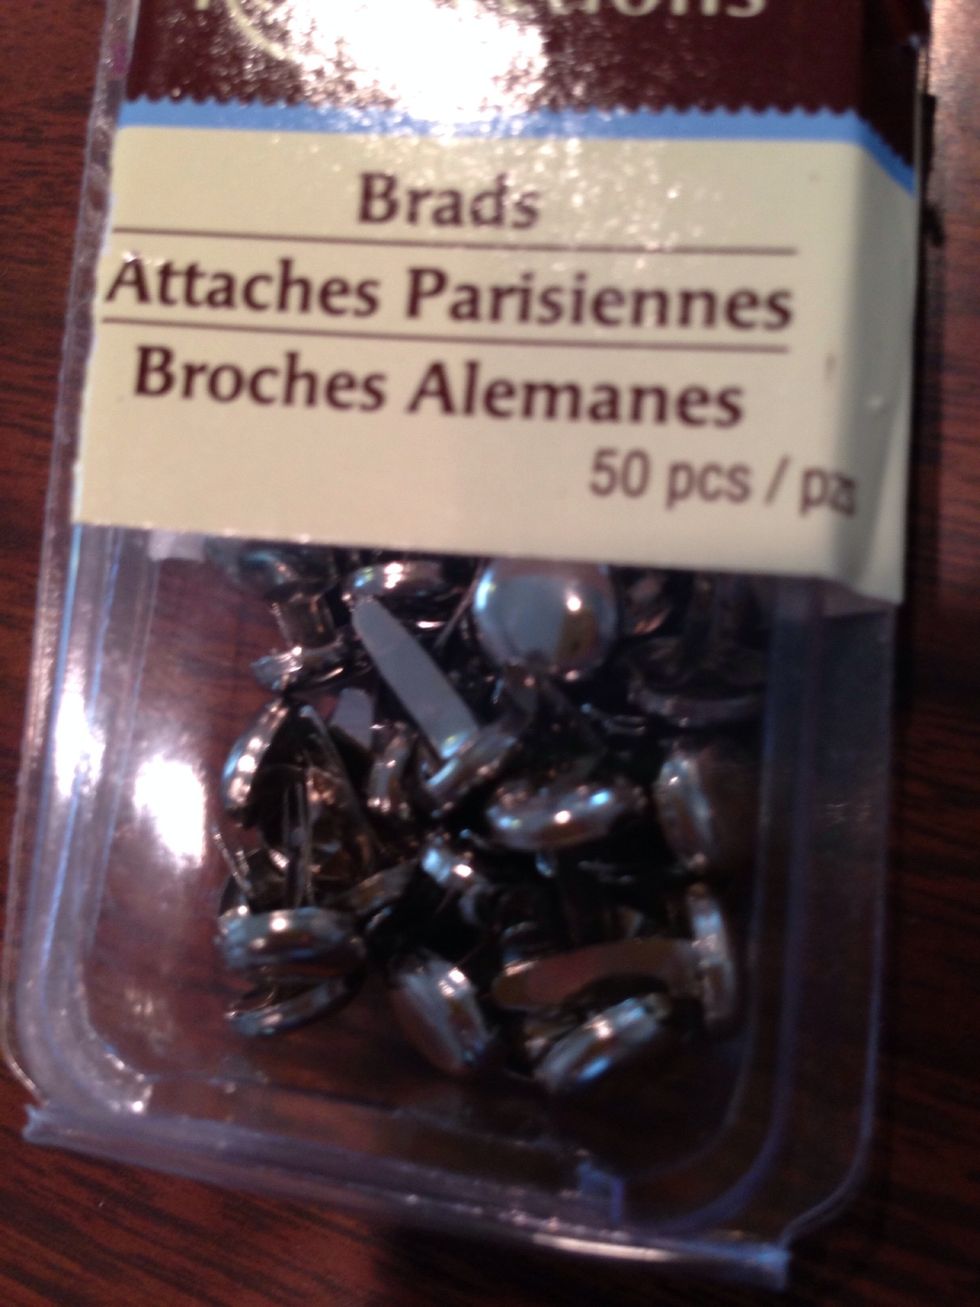 Brads
Attaches Parisiennes
Broches Alemanes
50 pcs / pzs